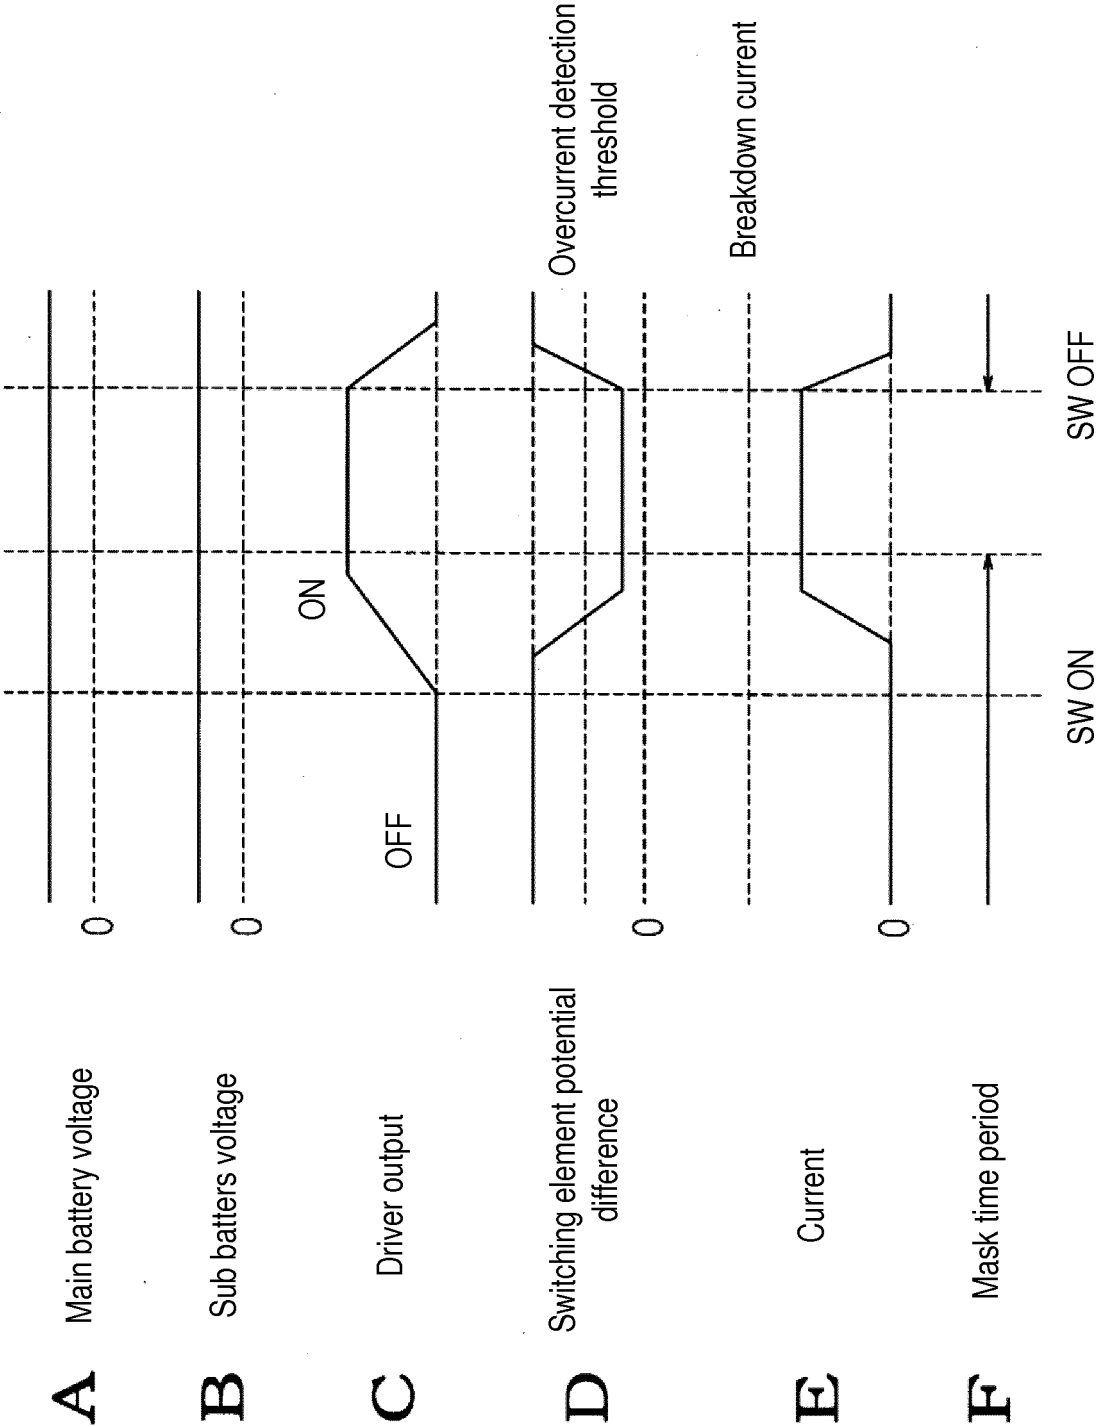 A Main battery voltage 0
B Sub batters voltage 0
C Driver output OFF ON
D Switching element potential
difference 0
Overcurrent detection
threshold
E Current 0 Breakdown current
F Mask time period
SW ON SW OFF